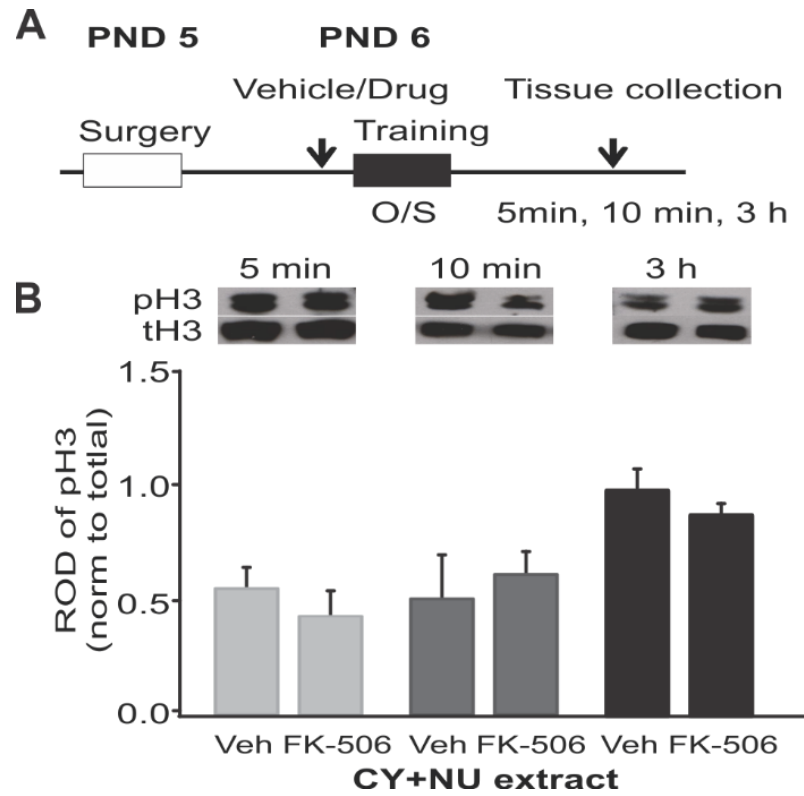 A
PND 5 PND 6
Vehicle/Drug Tissue collection
Surgery Training
O/S 5min, 10 min, 3 h
B
5 min 10 min 3 h
pH3
tH3
ROD of pH3
(norm to totlal)
1.5
1.0
0.5
0.0
Veh FK-506 Veh FK-506 Veh FK-506
CY+NU extract